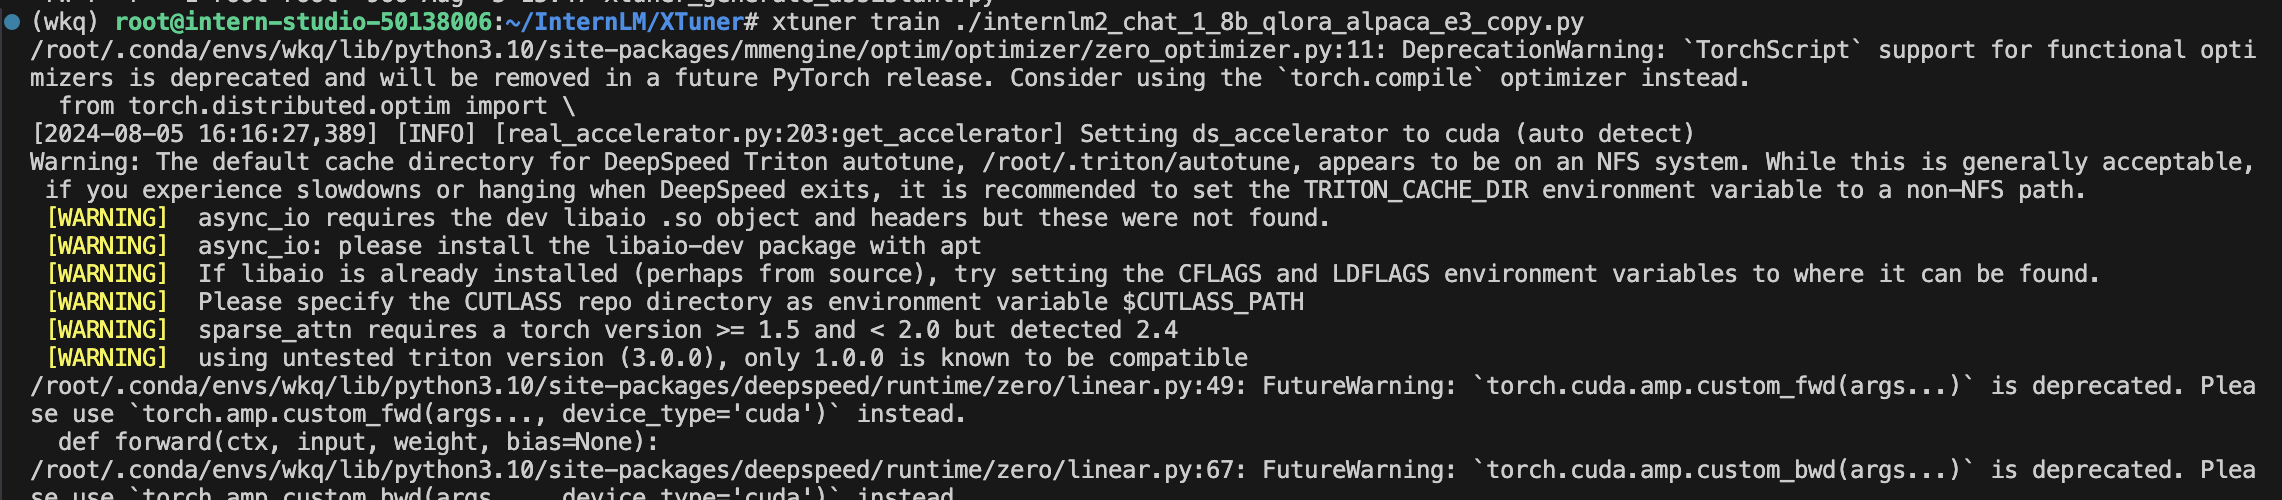 (wkq) root@intern-studio-50138006:~/InternLM/XTuner# xtuner train ./internlm2_chat_1_8b_qlora_alpaca_e3_copy.py
/root/.conda/envs/wkq/lib/python3.10/site-packages/mmengine/optim/optimizer/zero_optimizer.py:11: DeprecationWarning: `TorchScript` support for functional opti
mizers is deprecated and will be removed in a future PyTorch release. Consider using the `torch.compile` optimizer instead.
  from torch.distributed.optim import \
[2024-08-05 16:16:27,389] [INFO] [real_accelerator.py:203:get_accelerator] Setting ds_accelerator to cuda (auto detect)
Warning: The default cache directory for DeepSpeed Triton autotune, /root/.triton/autotune, appears to be on an NFS system. While this is generally acceptable,
 if you experience slowdowns or hanging when DeepSpeed exits, it is recommended to set the TRITON_CACHE_DIR environment variable to a non-NFS path.
 [WARNING]  async_io requires the dev libaio .so object and headers but these were not found.
 [WARNING]  async_io: please install the libaio-dev package with apt
 [WARNING]  If libaio is already installed (perhaps from source), try setting the CFLAGS and LDFLAGS environment variables to where it can be found.
 [WARNING]  Please specify the CUTLASS repo directory as environment variable $CUTLASS_PATH
 [WARNING]  sparse_attn requires a torch version >= 1.5 and < 2.0 but detected 2.4
 [WARNING]  using untested triton version (3.0.0), only 1.0.0 is known to be compatible
/root/.conda/envs/wkq/lib/python3.10/site-packages/deepspeed/runtime/zero/linear.py:49: FutureWarning: `torch.cuda.amp.custom_fwd(args...)` is deprecated. Plea
se use `torch.amp.custom_fwd(args..., device_type='cuda')` instead.
  def forward(ctx, input, weight, bias=None):
/root/.conda/envs/wkq/lib/python3.10/site-packages/deepspeed/runtime/zero/linear.py:67: FutureWarning: `torch.cuda.amp.custom_bwd(args...)` is deprecated. Plea
se use `torch.amp.custom_bwd(args..., device_type='cuda')` instead.